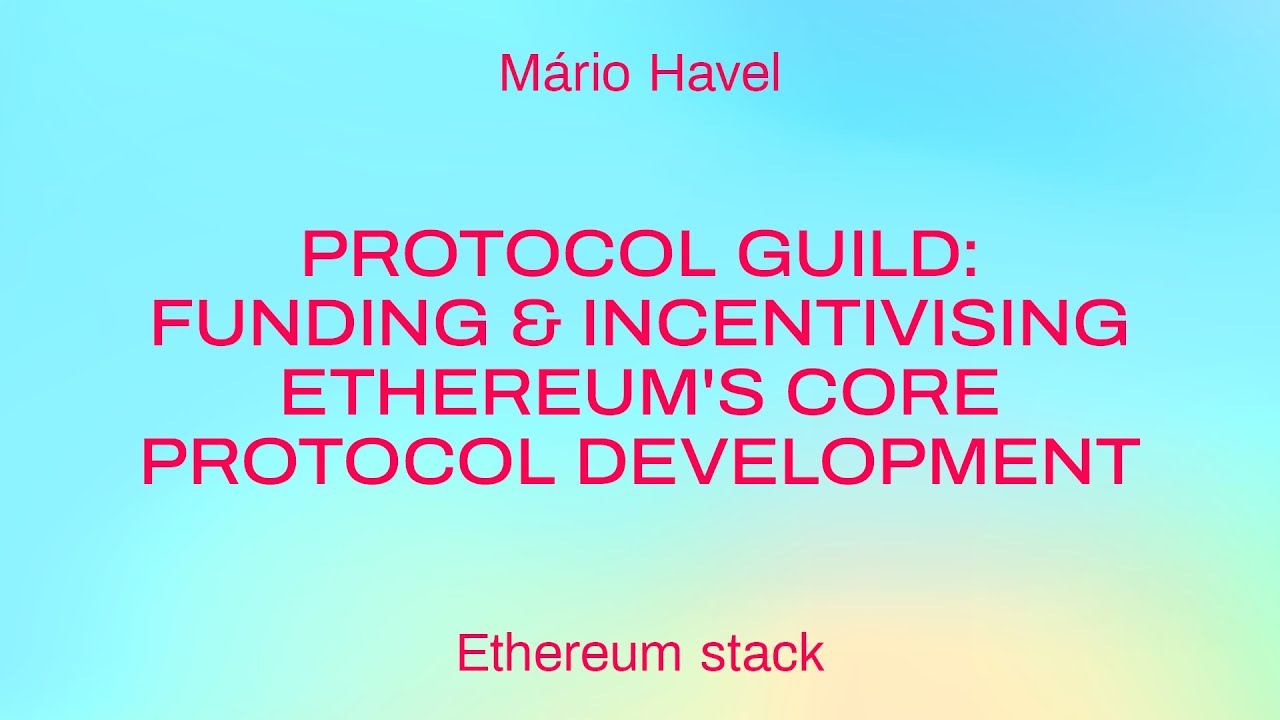 Mário Havel
PROTOCOL GUILD:
FUNDING & INCENTIVISING
ETHEREUM'S CORE
PROTOCOL DEVELOPMENT
Ethereum stack